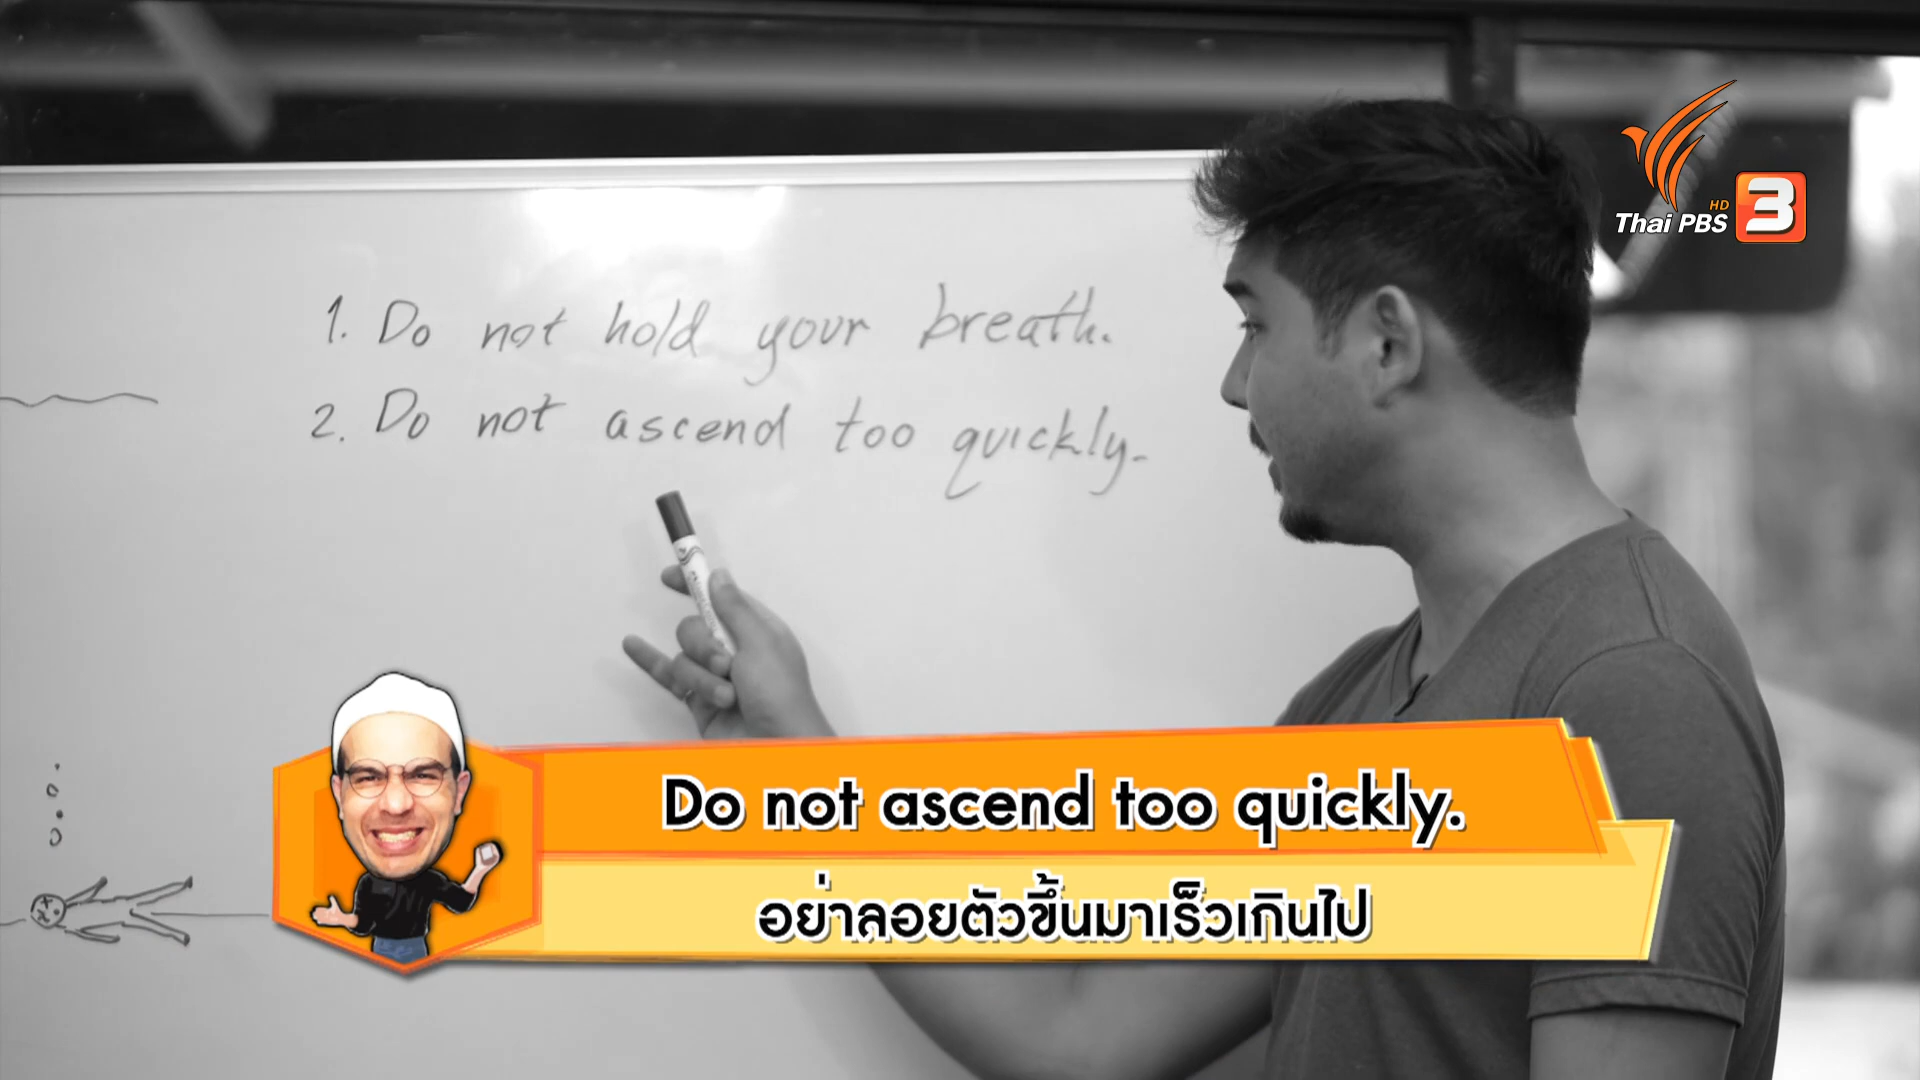 HD
Thai PBS 3
1. Do not hold your breath.
2. Do not ascend too quickly.
Do not ascend too quickly.
อย่าลอยตัวขึ้นมาเร็วเกินไป